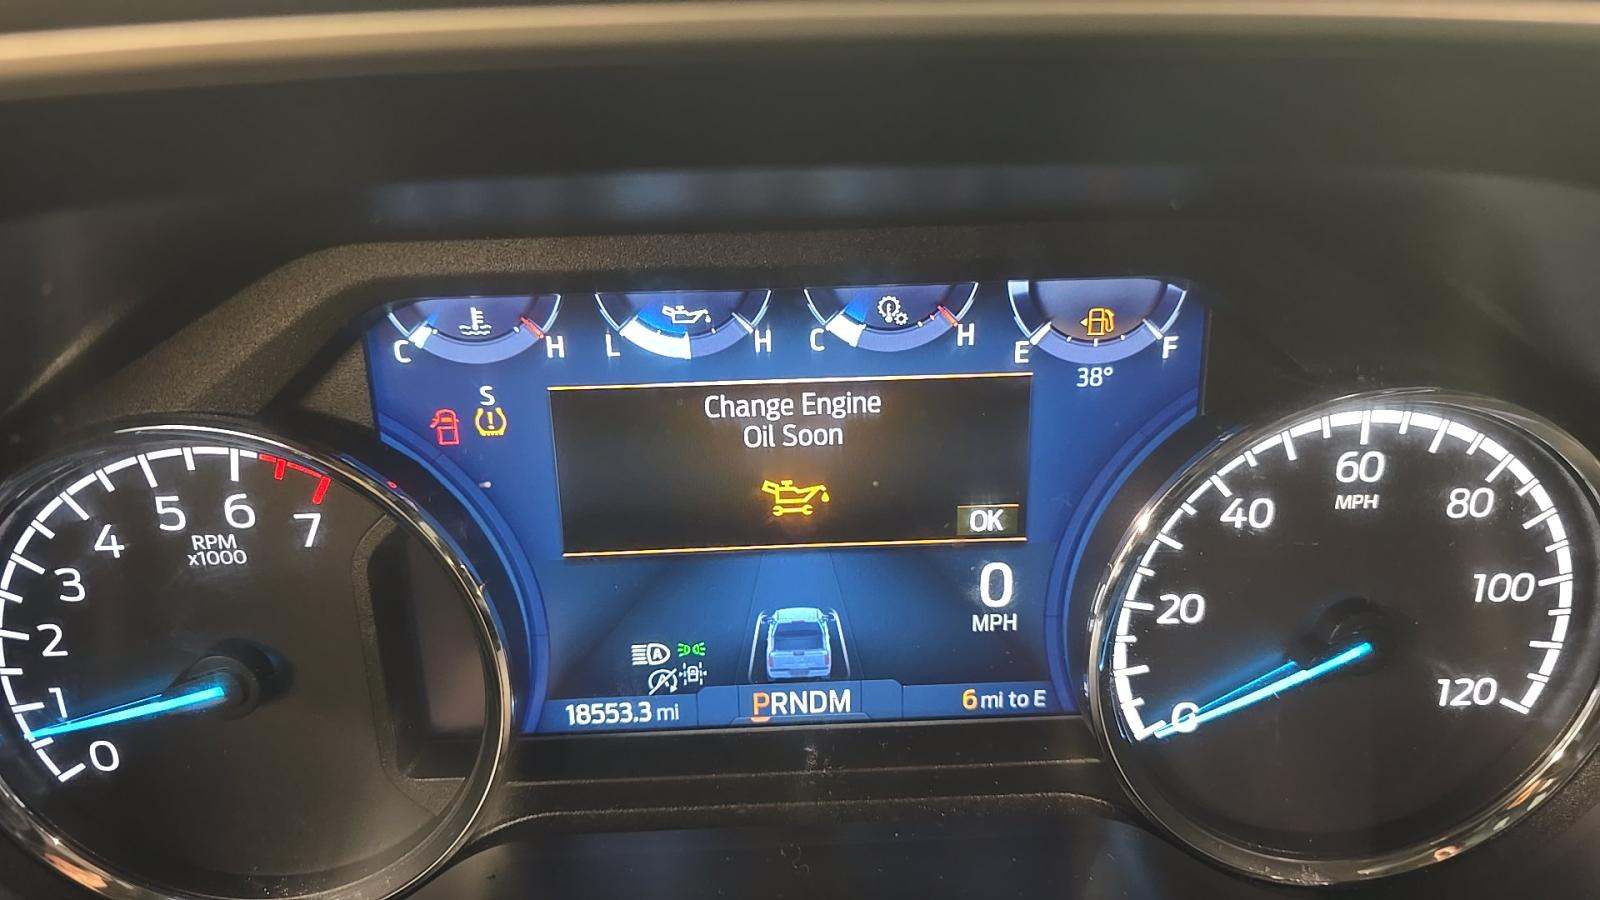 C H L H C H E F
38°
S
Change Engine
Oil Soon
OK
0
MPH
18553.3 mi
PRNDM
6 mi to E
0 1 2 3 4 5 6 7
RPM
x1000
0 20 40 60 80 100 120
MPH
A